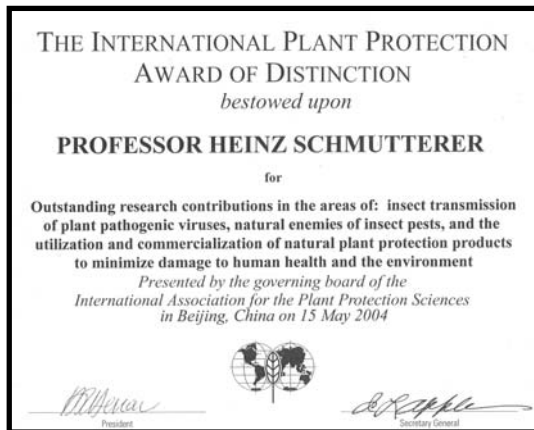 THE INTERNATIONAL PLANT PROTECTION
AWARD OF DISTINCTION
bestowed upon
PROFESSOR HEINZ SCHMUTTERER
for
Outstanding research contributions in the areas of: insect transmission
of plant pathogenic viruses, natural enemies of insect pests, and the
utilization and commercialization of natural plant protection products
to minimize damage to human health and the environment
Presented by the governing board of the
International Association for the Plant Protection Sciences
in Beijing, China on 15 May 2004
President
Secretary General